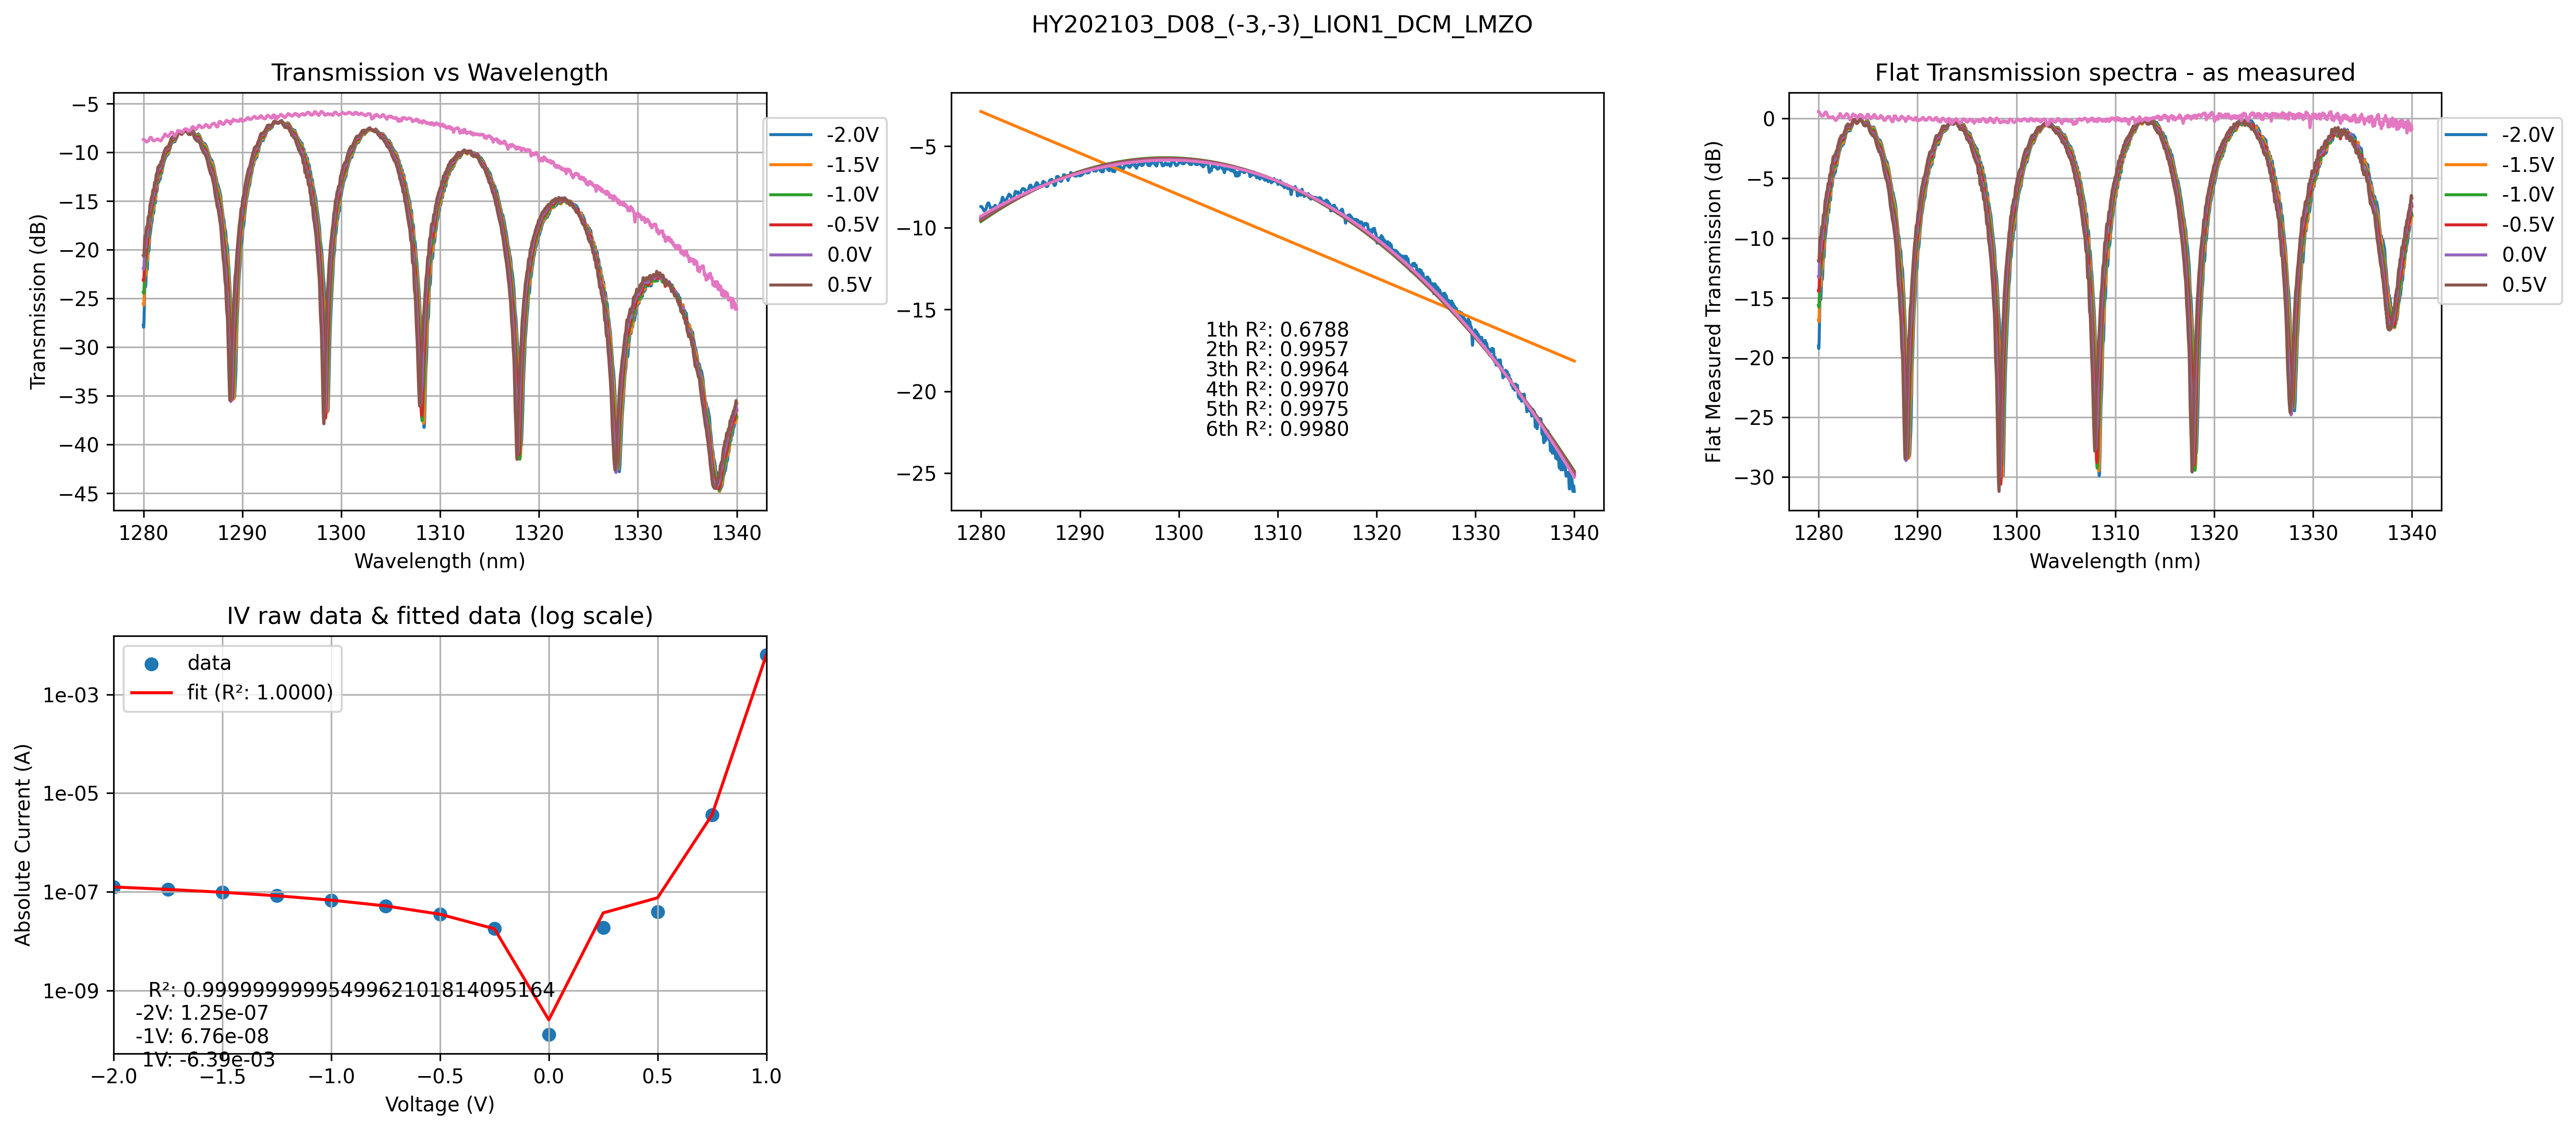 HY202103_D08_(-3,-3)_LION1_DCM_LMZO
Transmission vs Wavelength
Transmission (dB)
−5
−10
−15
−20
−25
−30
−35
−40
−45
1280 1290 1300 1310 1320 1330 1340
Wavelength (nm)
-2.0V
-1.5V
-1.0V
-0.5V
0.0V
0.5V
−5
−10
−15
−20
−25
1th R²: 0.6788
2th R²: 0.9957
3th R²: 0.9964
4th R²: 0.9970
5th R²: 0.9975
6th R²: 0.9980
1280 1290 1300 1310 1320 1330 1340
Flat Transmission spectra - as measured
Flat Measured Transmission (dB)
0
−5
−10
−15
−20
−25
−30
1280 1290 1300 1310 1320 1330 1340
Wavelength (nm)
-2.0V
-1.5V
-1.0V
-0.5V
0.0V
0.5V
IV raw data & fitted data (log scale)
Absolute Current (A)
data
fit (R²: 1.0000)
1e-03
1e-05
1e-07
1e-09
R²: 0.99999999995499621018140​95164
-2V: 1.25e-07
-1V: 6.76e-08
1V: -6.39e-03
−2.0 −1.5 −1.0 −0.5 0.0 0.5 1.0
Voltage (V)